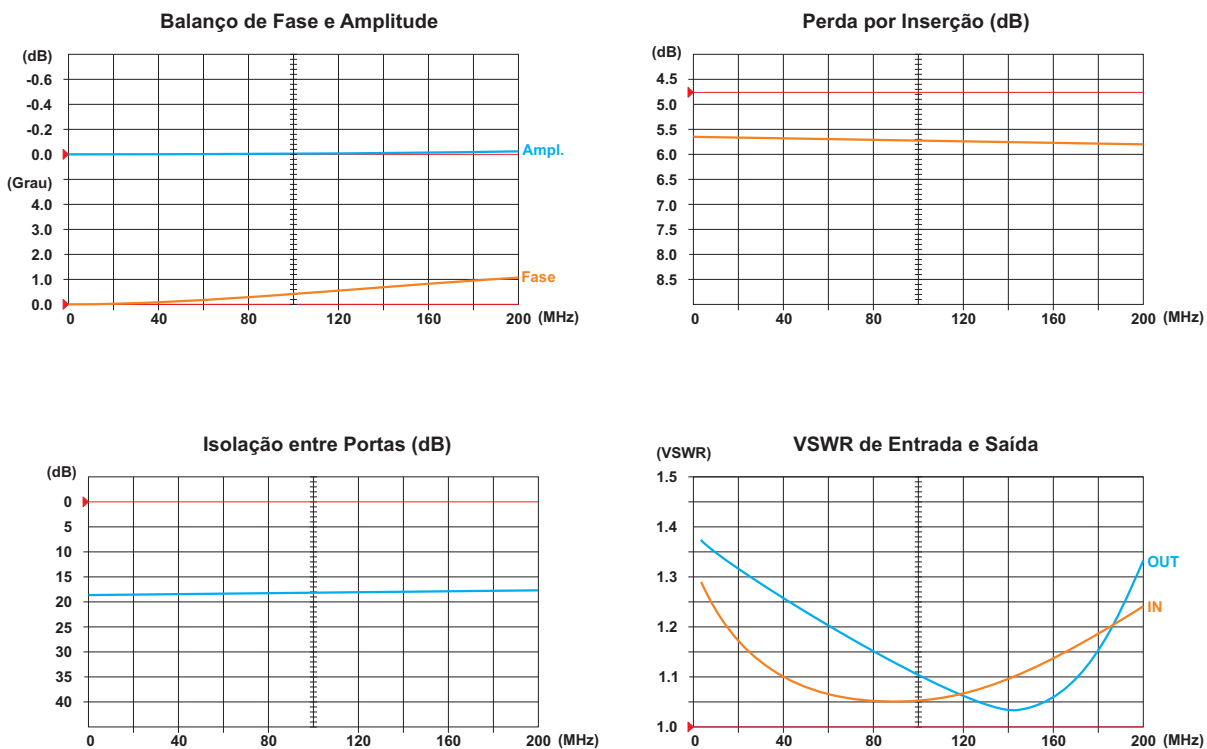 Balanço de Fase e Amplitude
(dB)
-0.6
-0.4
-0.2
0.0
Ampl.
(Grau)
4.0
3.0
2.0
1.0
Fase
0.0
0 40 80 120 160 200 (MHz)
Perda por Inserção (dB)
(dB)
4.5
5.0
5.5
6.0
6.5
7.0
7.5
8.0
8.5
0 40 80 120 160 200 (MHz)
Isolação entre Portas (dB)
(dB)
0
5
10
15
20
25
30
35
40
0 40 80 120 160 200 (MHz)
VSWR de Entrada e Saída
(VSWR)
1.5
1.4
1.3
OUT
IN
1.2
1.1
1.0
0 40 80 120 160 200 (MHz)